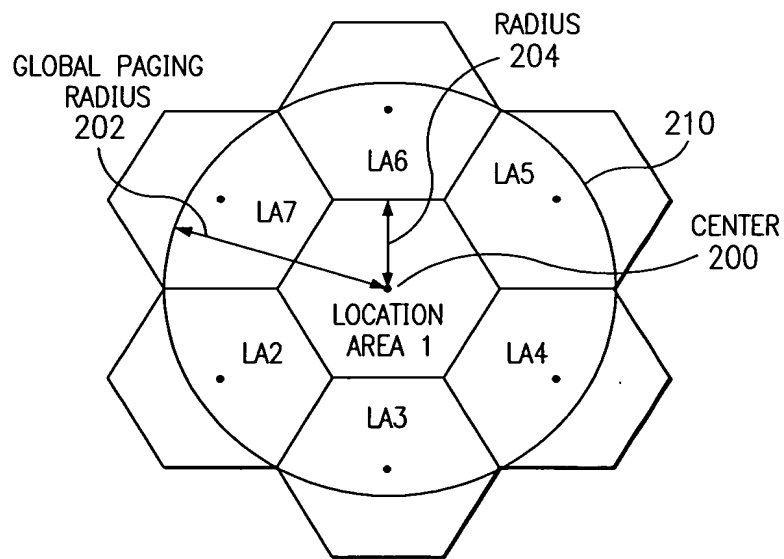 RADIUS
204
GLOBAL PAGING
RADIUS
202
210
LA6
LA5
LA7
CENTER
200
LOCATION
AREA 1
LA2
LA4
LA3